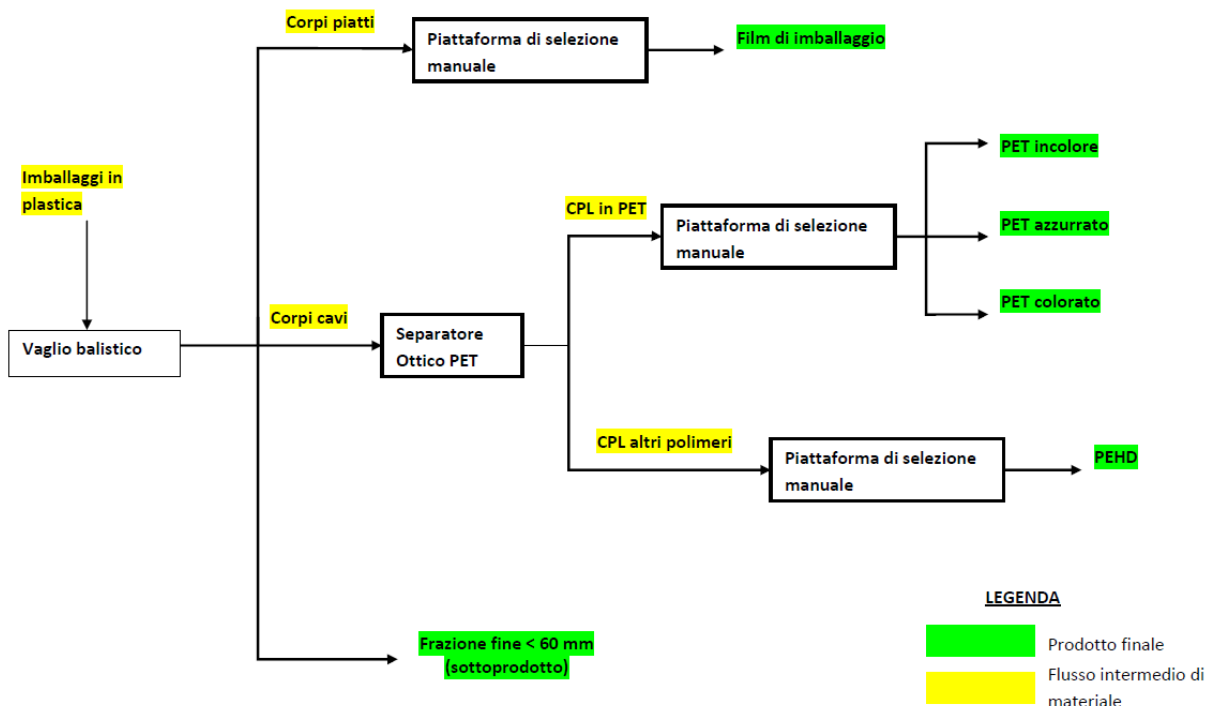 Corpi piatti
Piattaforma di selezione
manuale
Film di imballaggio
Imballaggi in
plastica
PET incolore
CPL in PET
Piattaforma di selezione
manuale
PET azzurrato
PET colorato
Corpi cavi
Vaglio balistico
Separatore
Ottico PET
CPL altri polimeri
Piattaforma di selezione
manuale
PEHD
Frazione fine < 60 mm
(sottoprodotto)
LEGENDA
Prodotto finale
Flusso intermedio di
materiale